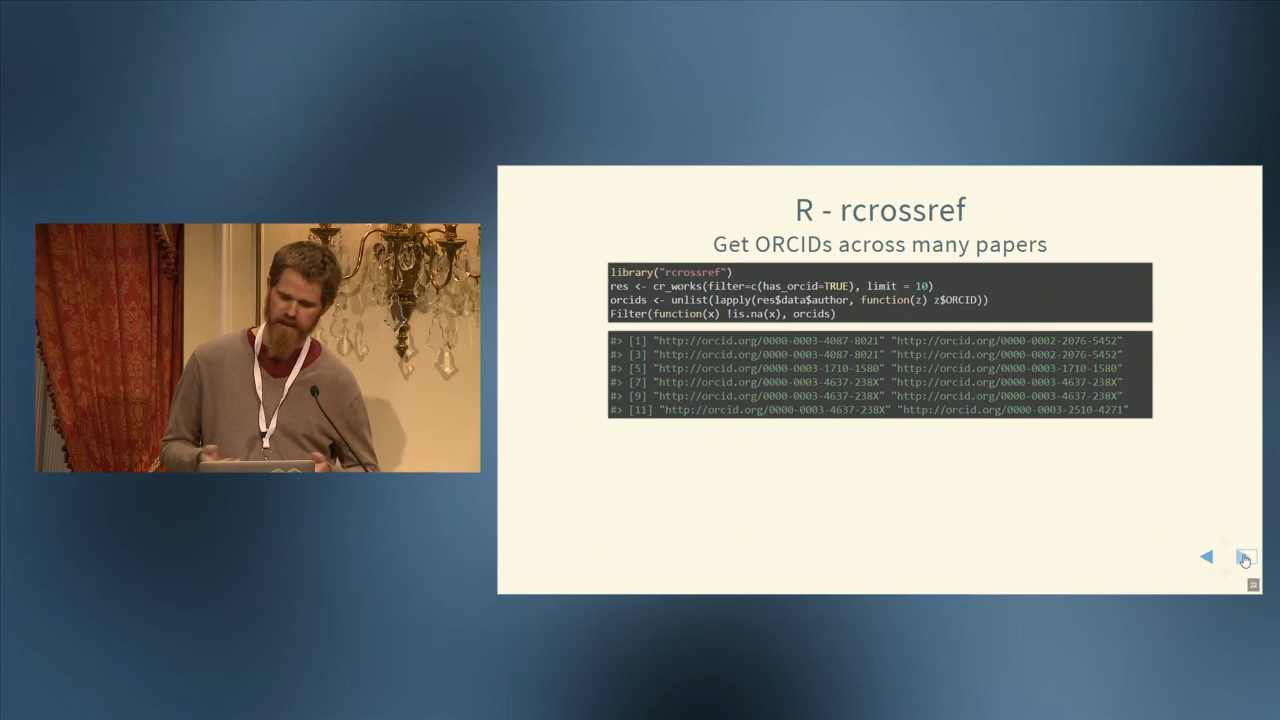 R - rcrossref
Get ORCIDs across many papers
library("rcrossref")
res <- cr_works(filter=c(has_orcid=TRUE), limit = 10)
orcids <- unlist(lapply(res$data$author, function(z) z$ORCID))
Filter(function(x) !is.na(x), orcids)
#> [1] "http://orcid.org/0000-0003-4087-8021" "http://orcid.org/0000-0002-2076-5452"
#> [3] "http://orcid.org/0000-0003-4087-8021" "http://orcid.org/0000-0002-2076-5452"
#> [5] "http://orcid.org/0000-0003-1710-1580" "http://orcid.org/0000-0003-1710-1580"
#> [7] "http://orcid.org/0000-0003-4637-238X" "http://orcid.org/0000-0003-4637-238X"
#> [9] "http://orcid.org/0000-0003-4637-238X" "http://orcid.org/0000-0003-4637-238X"
#> [11] "http://orcid.org/0000-0003-4637-238X" "http://orcid.org/0000-0003-2510-4271"
22